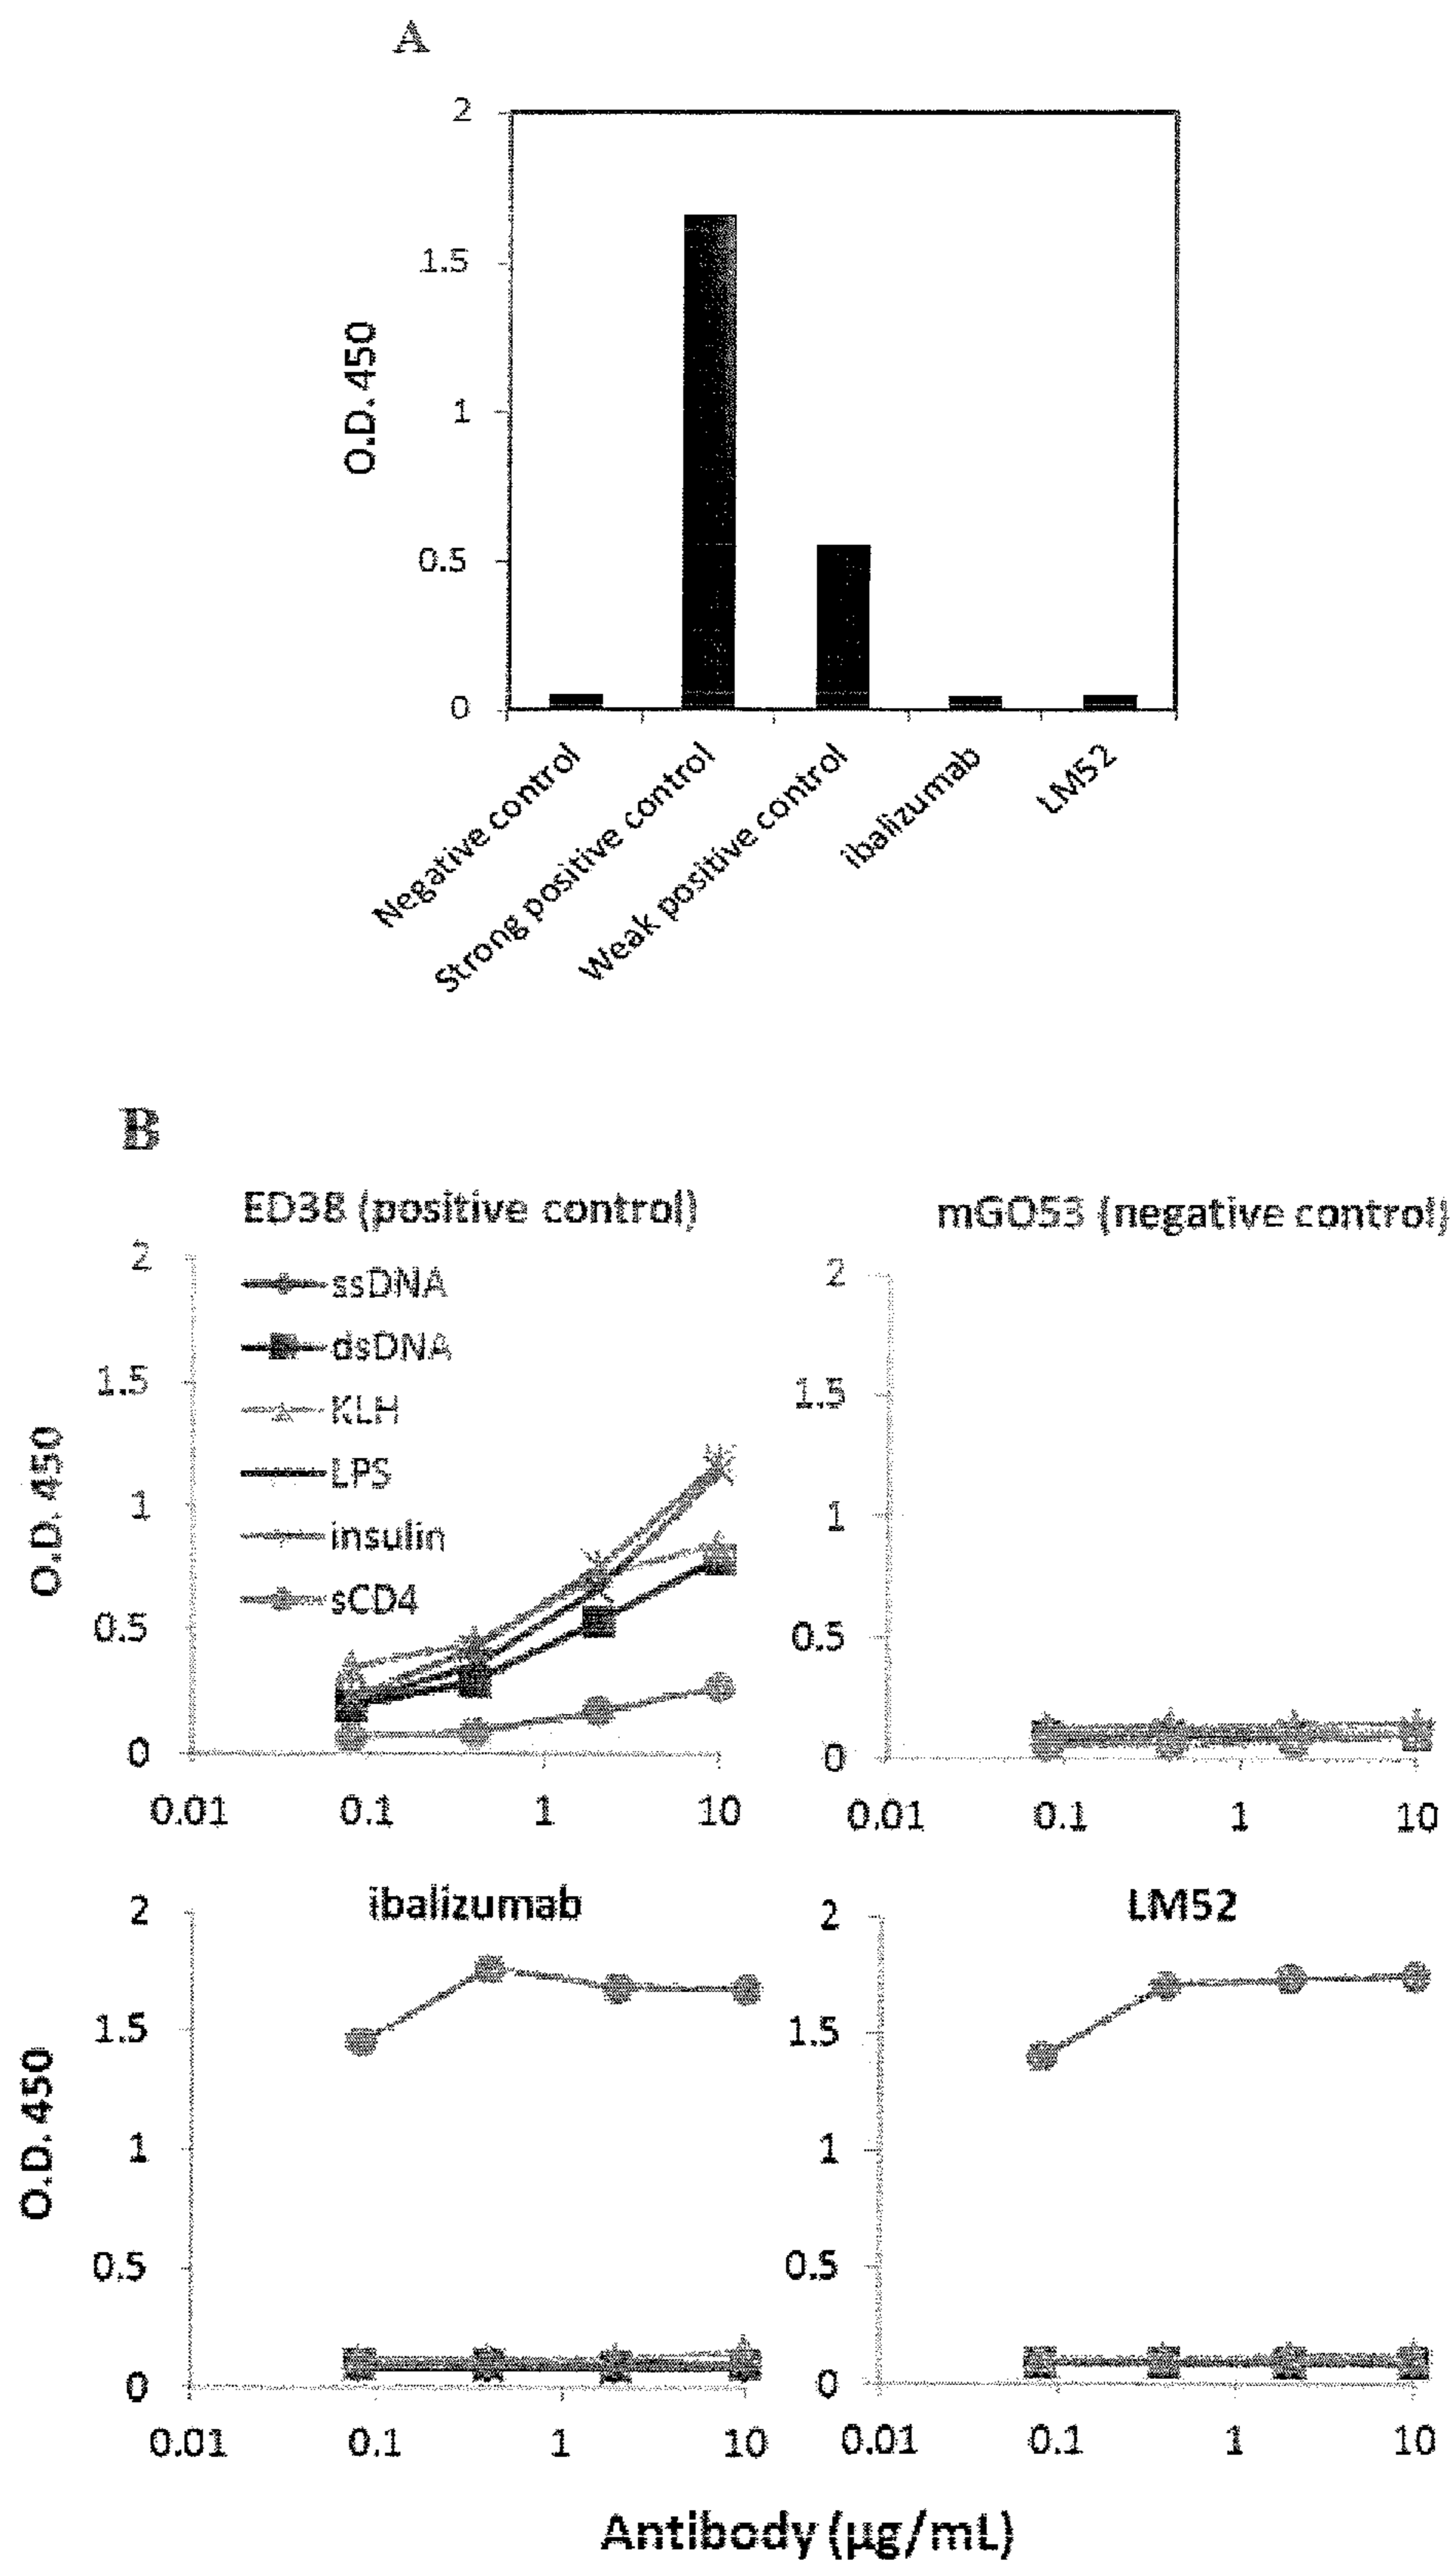 A
2
1.5
1
0.5
0
O.D. 450
Negative control
Strong positive control
Weak positive control
ibalizumab
LM52
B
ED38 (positive control)
2
1.5
1
0.5
0
O.D. 450
ssDNA
dsDNA
KLH
LPS
insulin
sCD4
0.01 0.1 1 10
mGO53 (negative control)
2
1.5
1
0.5
0
0.01 0.1 1 10
ibalizumab
2
1.5
1
0.5
0
O.D. 450
0.01 0.1 1 10
LM52
2
1.5
1
0.5
0
0.01 0.1 1 10
Antibody (µg/mL)